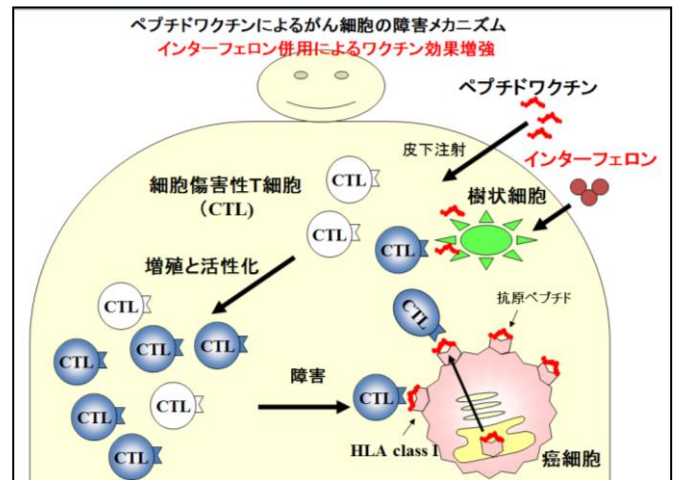 ペプチドワクチンによるがん細胞の障害メカニズム
インターフェロン併用によるワクチン効果増強
ペプチドワクチン
皮下注射
インターフェロン
細胞傷害性T細胞
（CTL)
CTL
CTL
樹状細胞
CTL
増殖と活性化
CTL
CTL
CTL
CTL
CTL
CTL
CTL
CTL
抗原ペプチド
障害
CTL
HLA class I
癌細胞